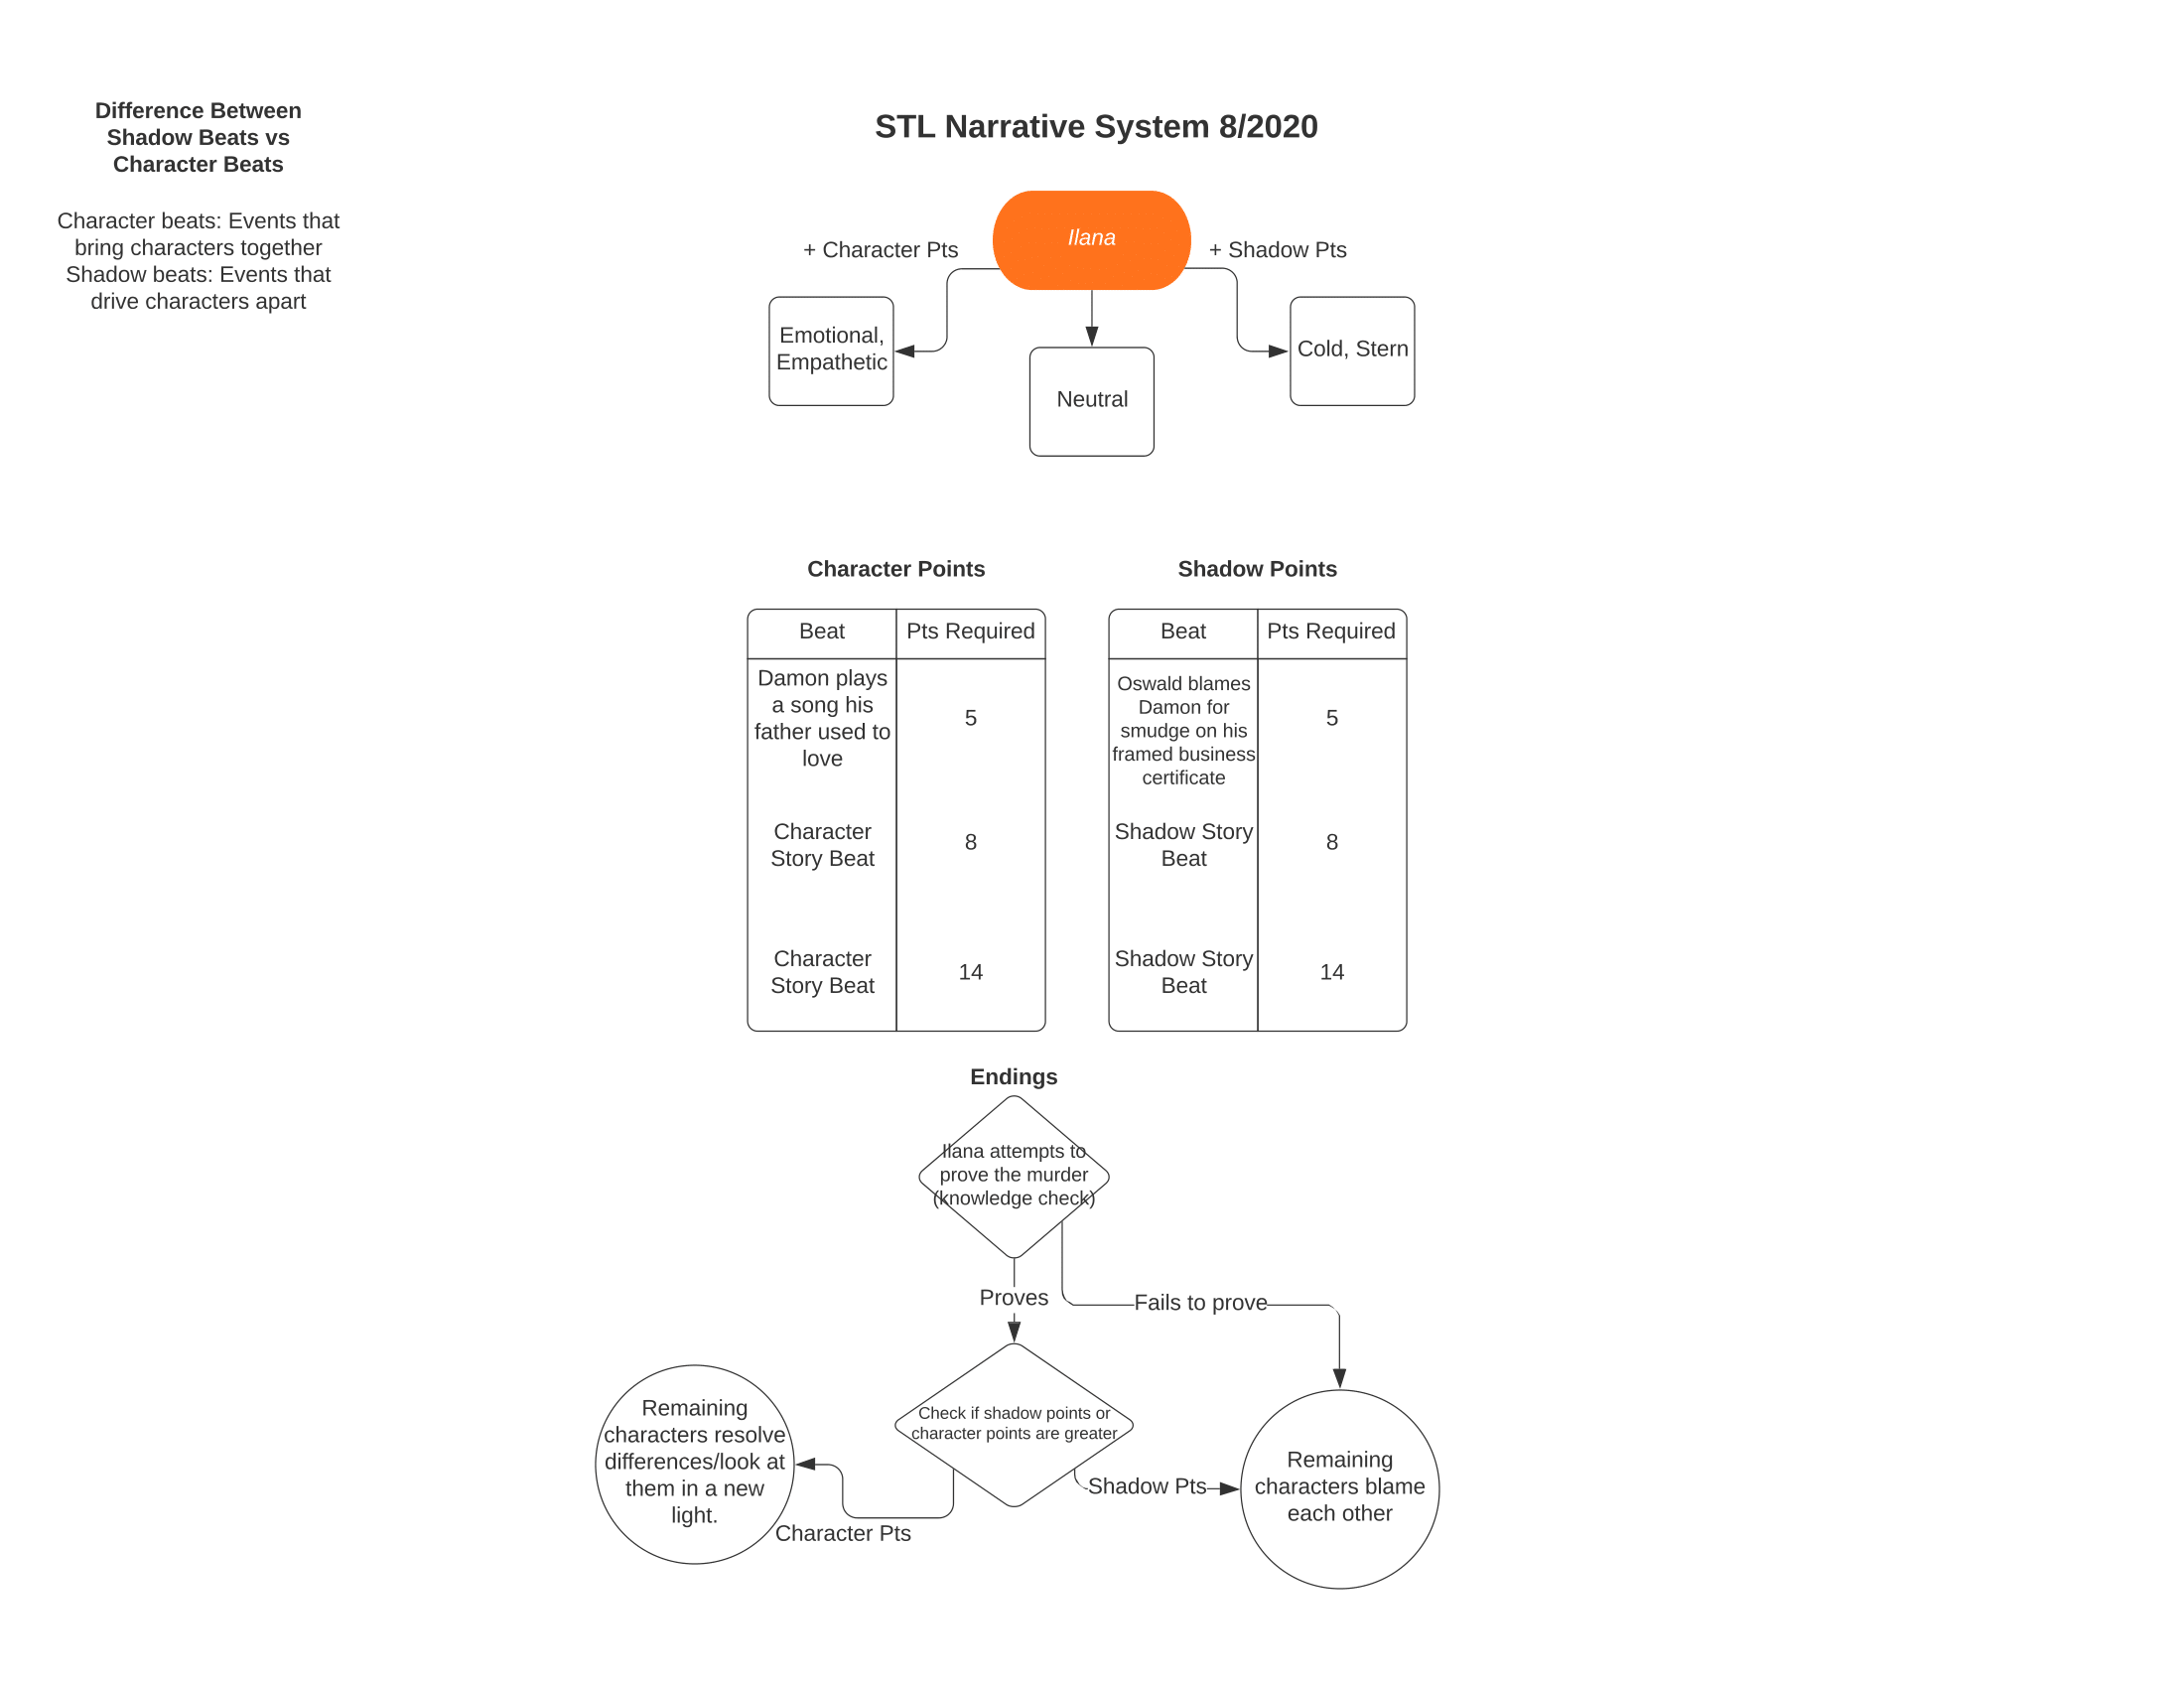 Difference Between
Shadow Beats vs
Character Beats
Character beats: Events that
bring characters together
Shadow beats: Events that
drive characters apart
STL Narrative System 8/2020
Ilana
+ Character Pts
+ Shadow Pts
Emotional,
Empathetic
Neutral
Cold, Stern
Character Points
Beat
Pts Required
Damon plays
a song his
father used to
love
5
Character
Story Beat
8
Character
Story Beat
14
Shadow Points
Beat
Pts Required
Oswald blames
Damon for
smudge on his
framed business
certificate
5
Shadow Story
Beat
8
Shadow Story
Beat
14
Endings
Ilana attempts to
prove the murder
(knowledge check)
Proves
Fails to prove
Check if shadow points or
character points are greater
Remaining
characters resolve
differences/look at
them in a new
light.
Character Pts
Shadow Pts
Remaining
characters blame
each other